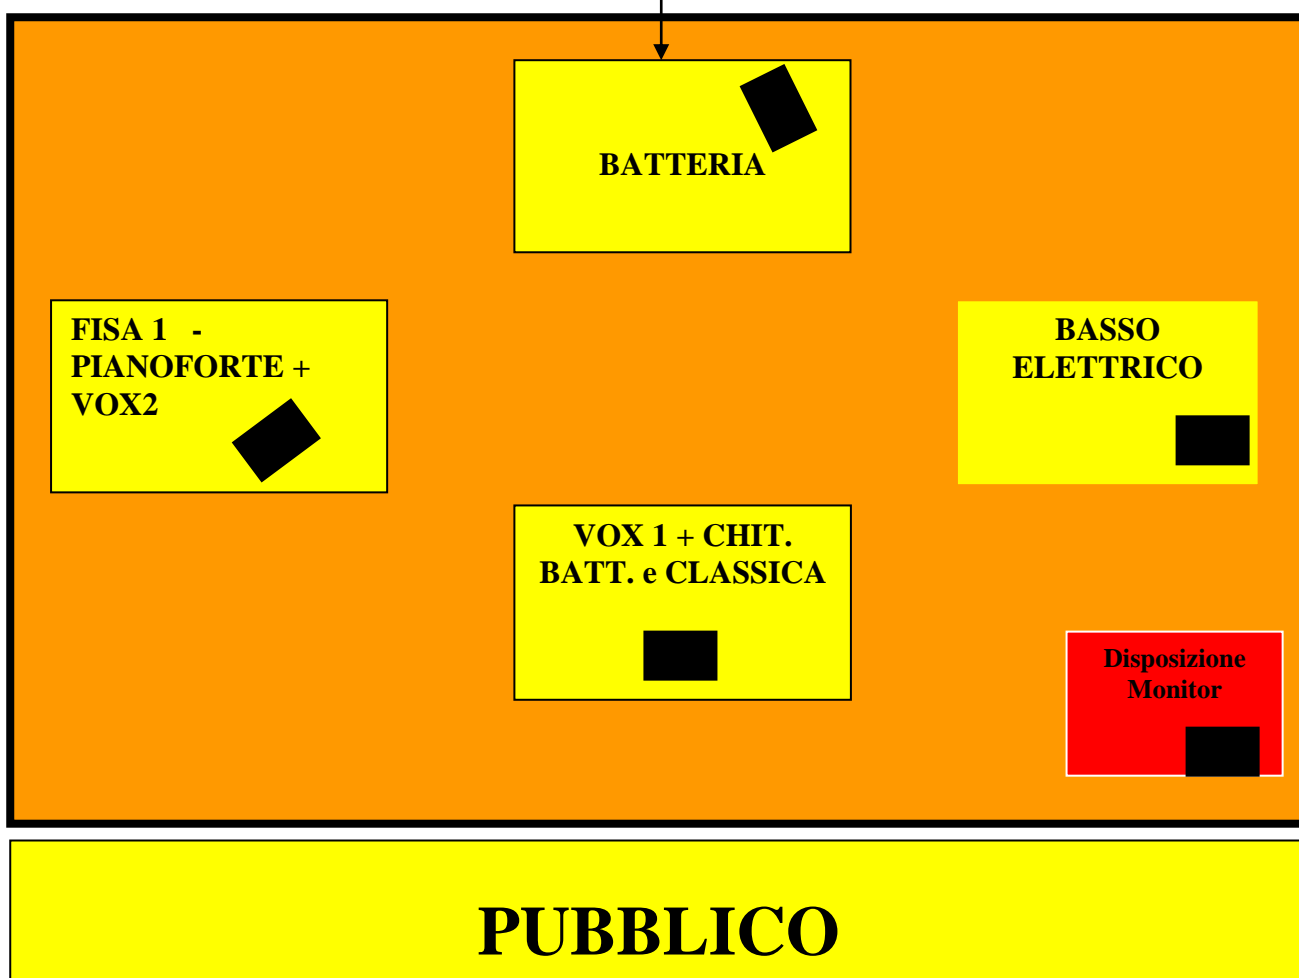 BATTERIA
FISA 1 -
PIANOFORTE +
VOX2
BASSO
ELETTRICO
VOX 1 + CHIT.
BATT. e CLASSICA
Disposizione
Monitor
PUBBLICO